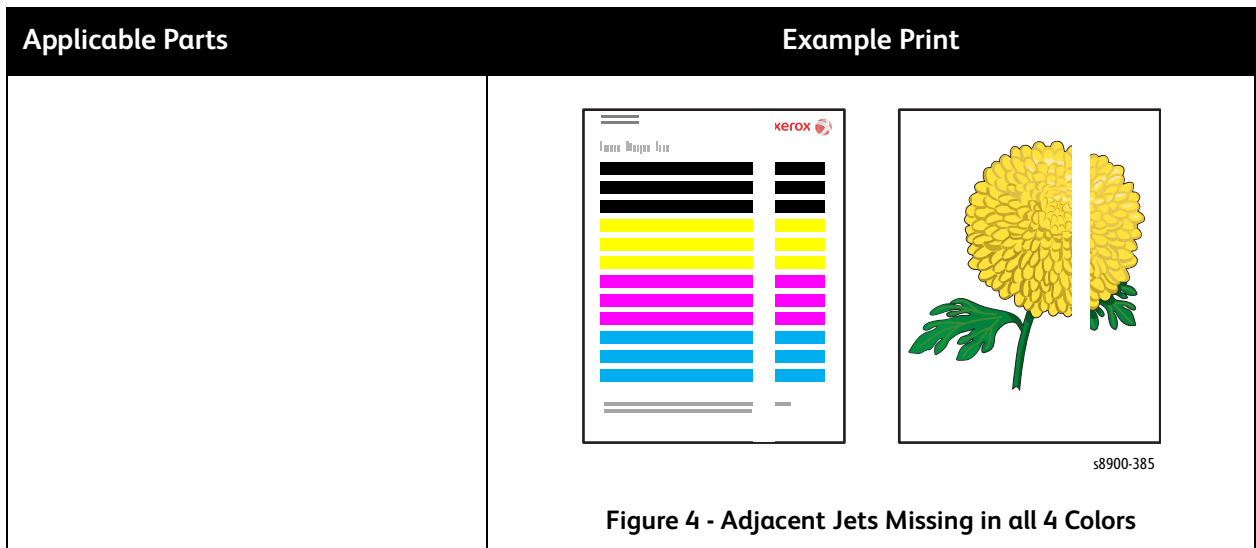 Applicable Parts
Example Print
xerox
s8900-385
Figure 4 - Adjacent Jets Missing in all 4 Colors